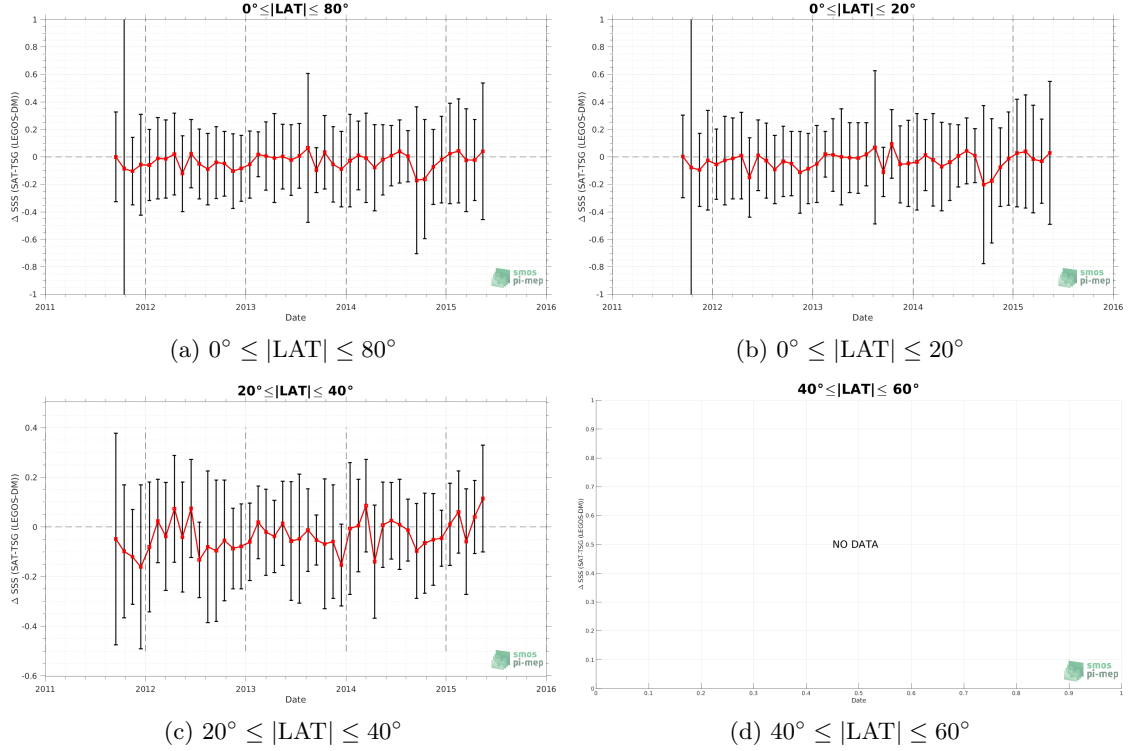 0°≤|LAT|≤ 80°
Δ SSS (SAT-TSG (LEGOS-DM))
1
0.8
0.6
0.4
0.2
0
-0.2
-0.4
-0.6
-0.8
-1
2011 2012 2013 2014 2015 2016
Date
smos
pi-mep
(a) 0° ≤ |LAT| ≤ 80°
0°≤|LAT|≤ 20°
Δ SSS (SAT-TSG (LEGOS-DM))
1
0.8
0.6
0.4
0.2
0
-0.2
-0.4
-0.6
-0.8
-1
2011 2012 2013 2014 2015 2016
Date
smos
pi-mep
(b) 0° ≤ |LAT| ≤ 20°
20°≤|LAT|≤ 40°
Δ SSS (SAT-TSG (LEGOS-DM))
0.4
0.2
0
-0.2
-0.4
-0.6
2011 2012 2013 2014 2015 2016
Date
smos
pi-mep
(c) 20° ≤ |LAT| ≤ 40°
40°≤|LAT|≤ 60°
Δ SSS (SAT-TSG (LEGOS-DM))
1
0.9
0.8
0.7
0.6
0.5
0.4
0.3
0.2
0.1
0
NO DATA
0 0.1 0.2 0.3 0.4 0.5 0.6 0.7 0.8 0.9 1
Date
smos
pi-mep
(d) 40° ≤ |LAT| ≤ 60°